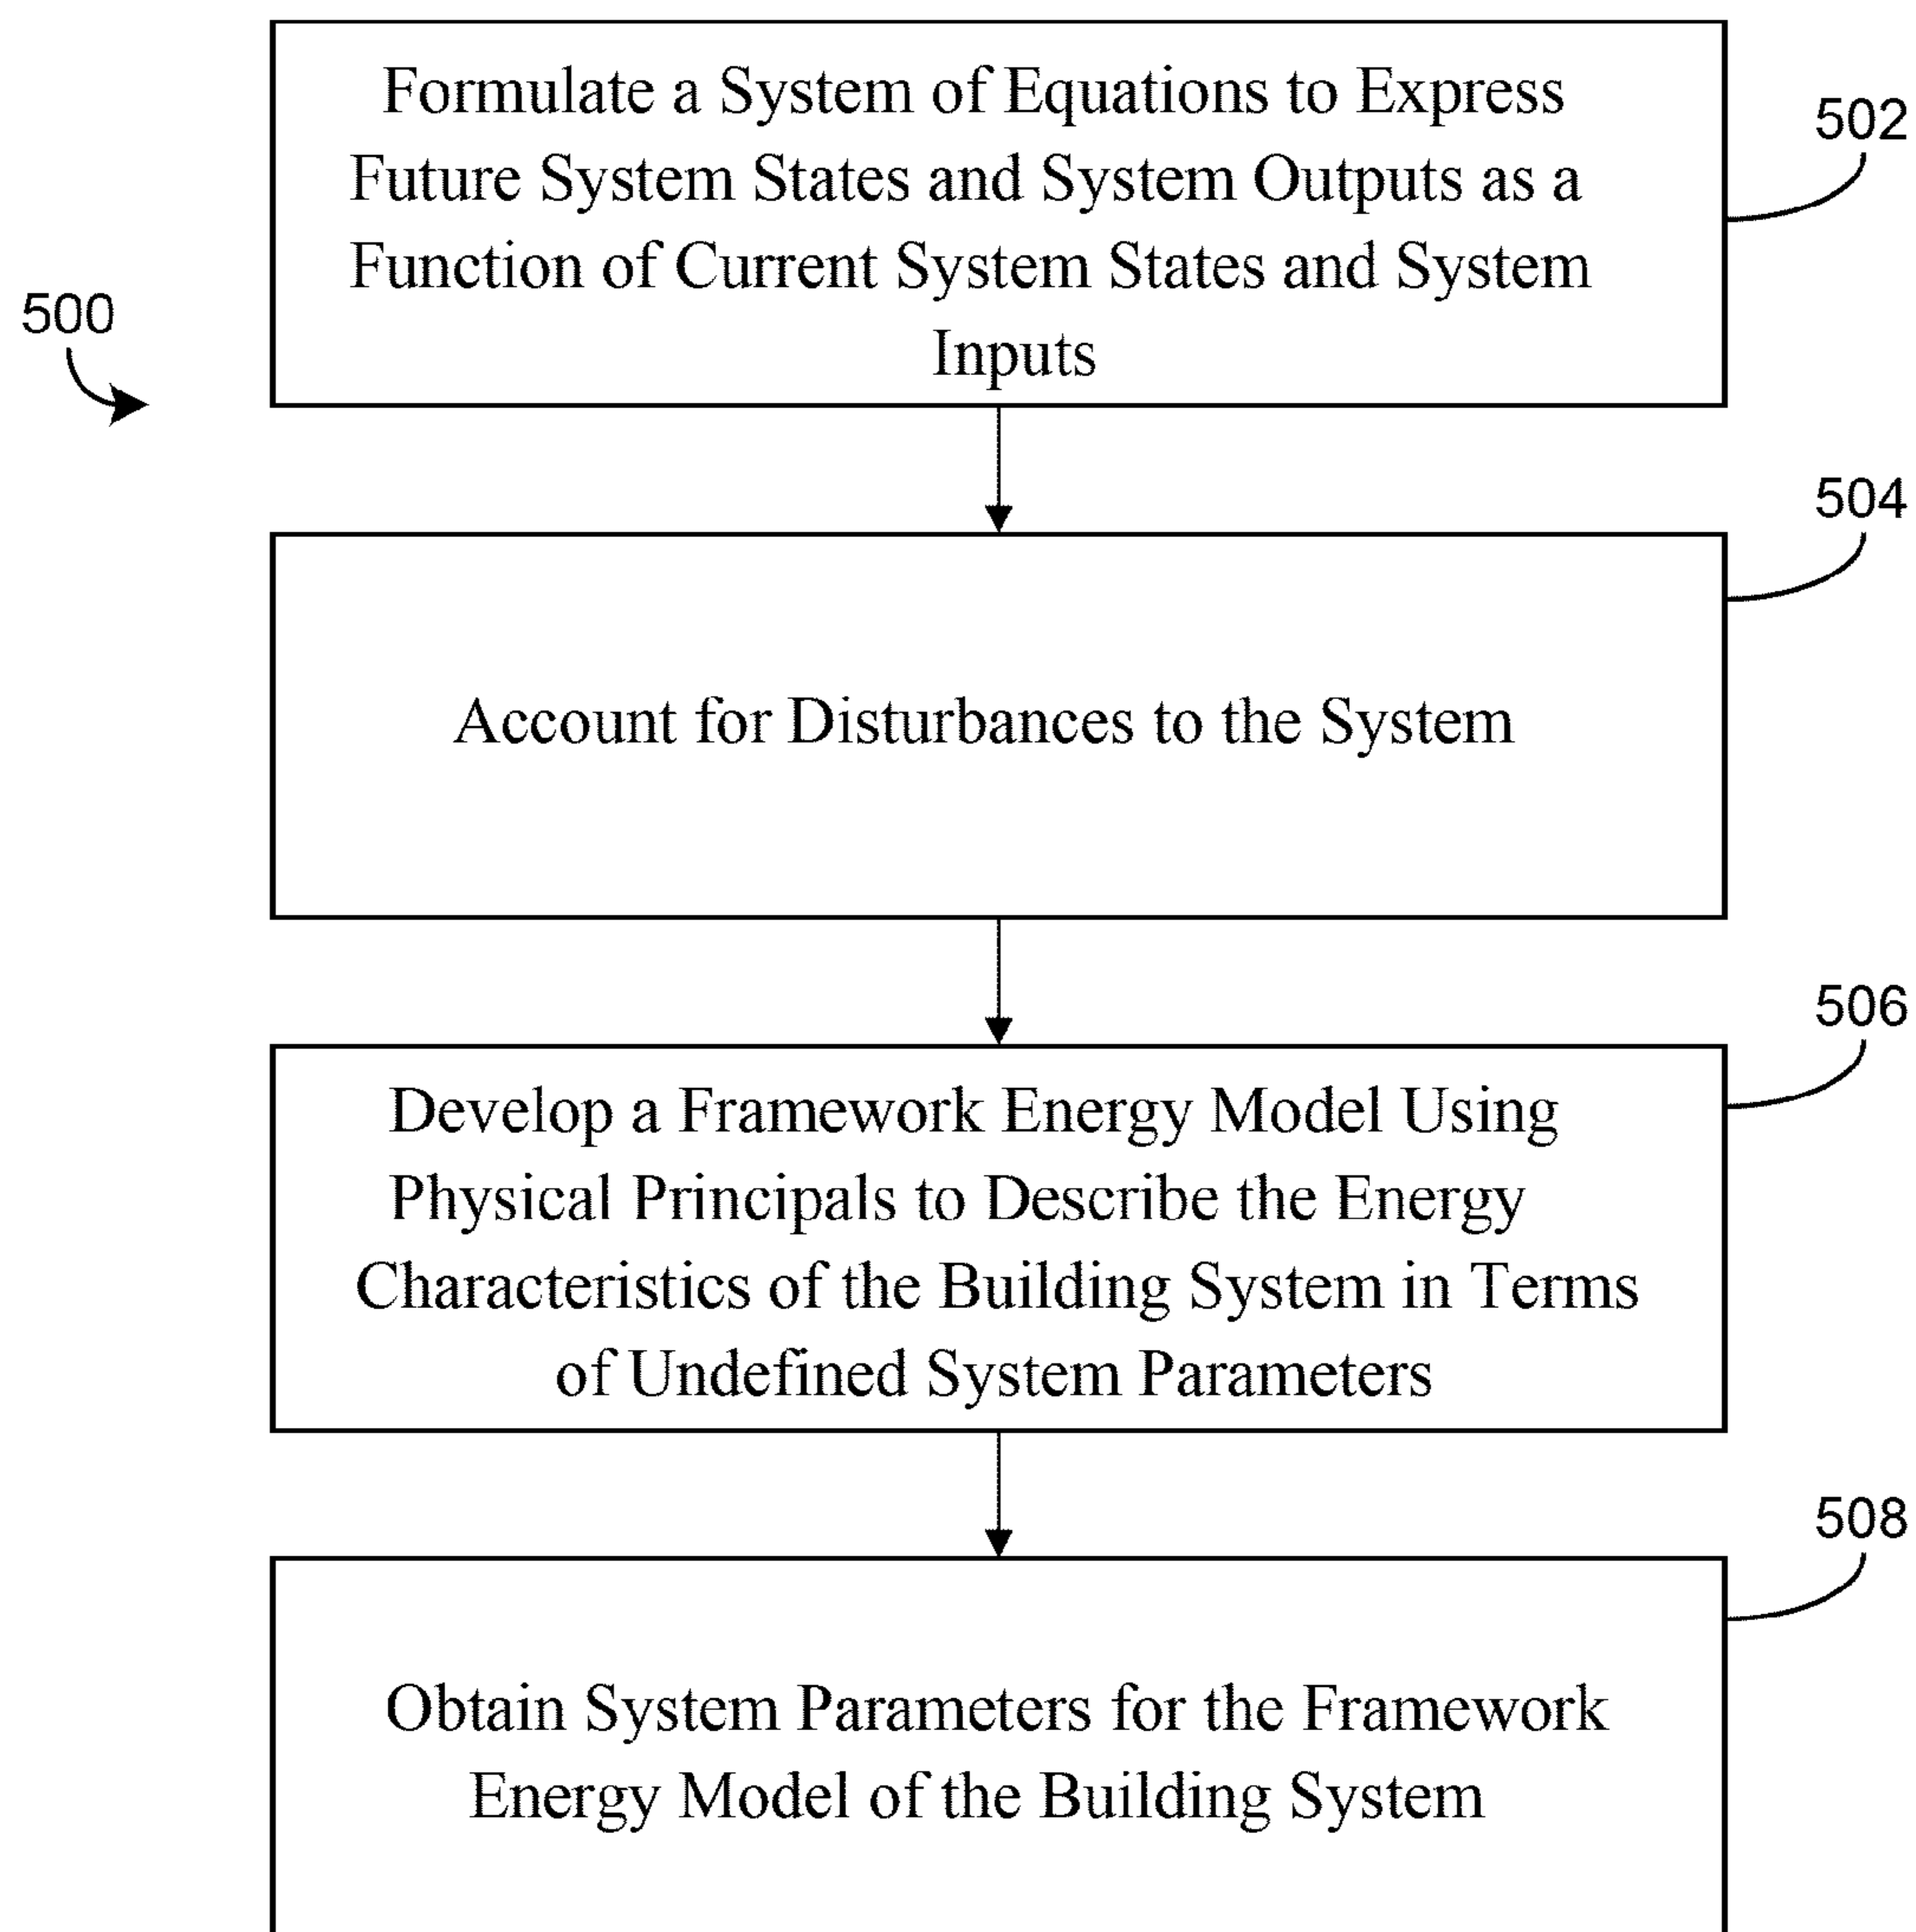 Formulate a System of Equations to Express
Future System States and System Outputs as a
Function of Current System States and System
Inputs
502
500
504
Account for Disturbances to the System
506
Develop a Framework Energy Model Using
Physical Principals to Describe the Energy
Characteristics of the Building System in Terms
of Undefined System Parameters
508
Obtain System Parameters for the Framework
Energy Model of the Building System